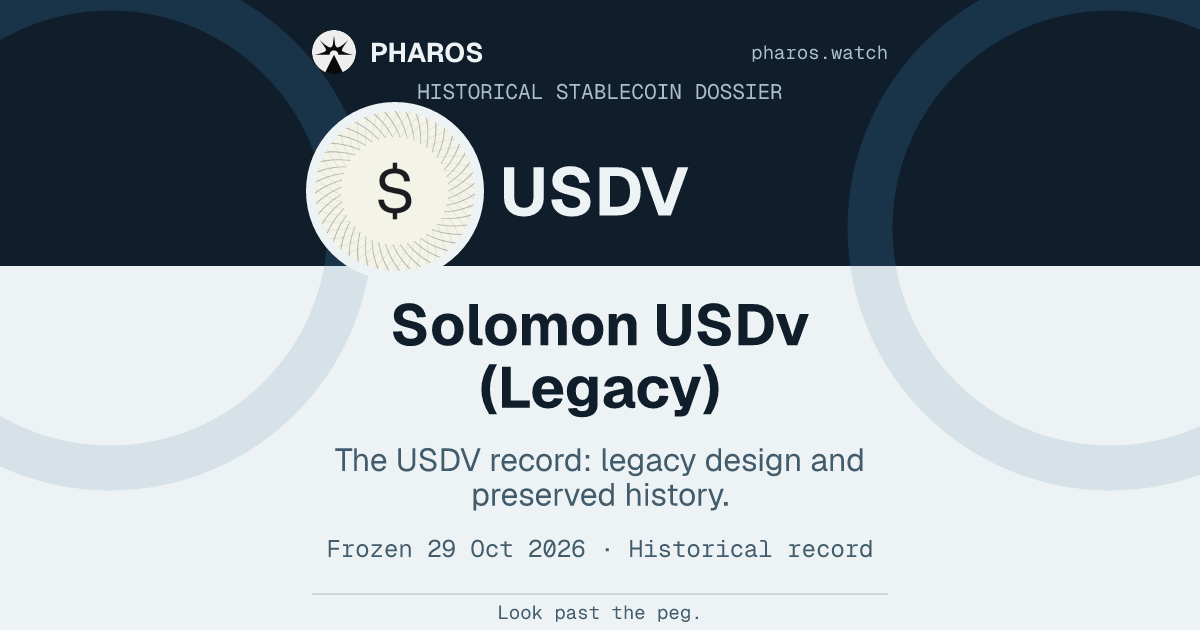 PHAROS
pharos.watch
HISTORICAL STABLECOIN DOSSIER
$
USDV
Solomon USDv
(Legacy)
The USDV record: legacy design and
preserved history.
Frozen 29 Oct 2026 · Historical record
Look past the peg.